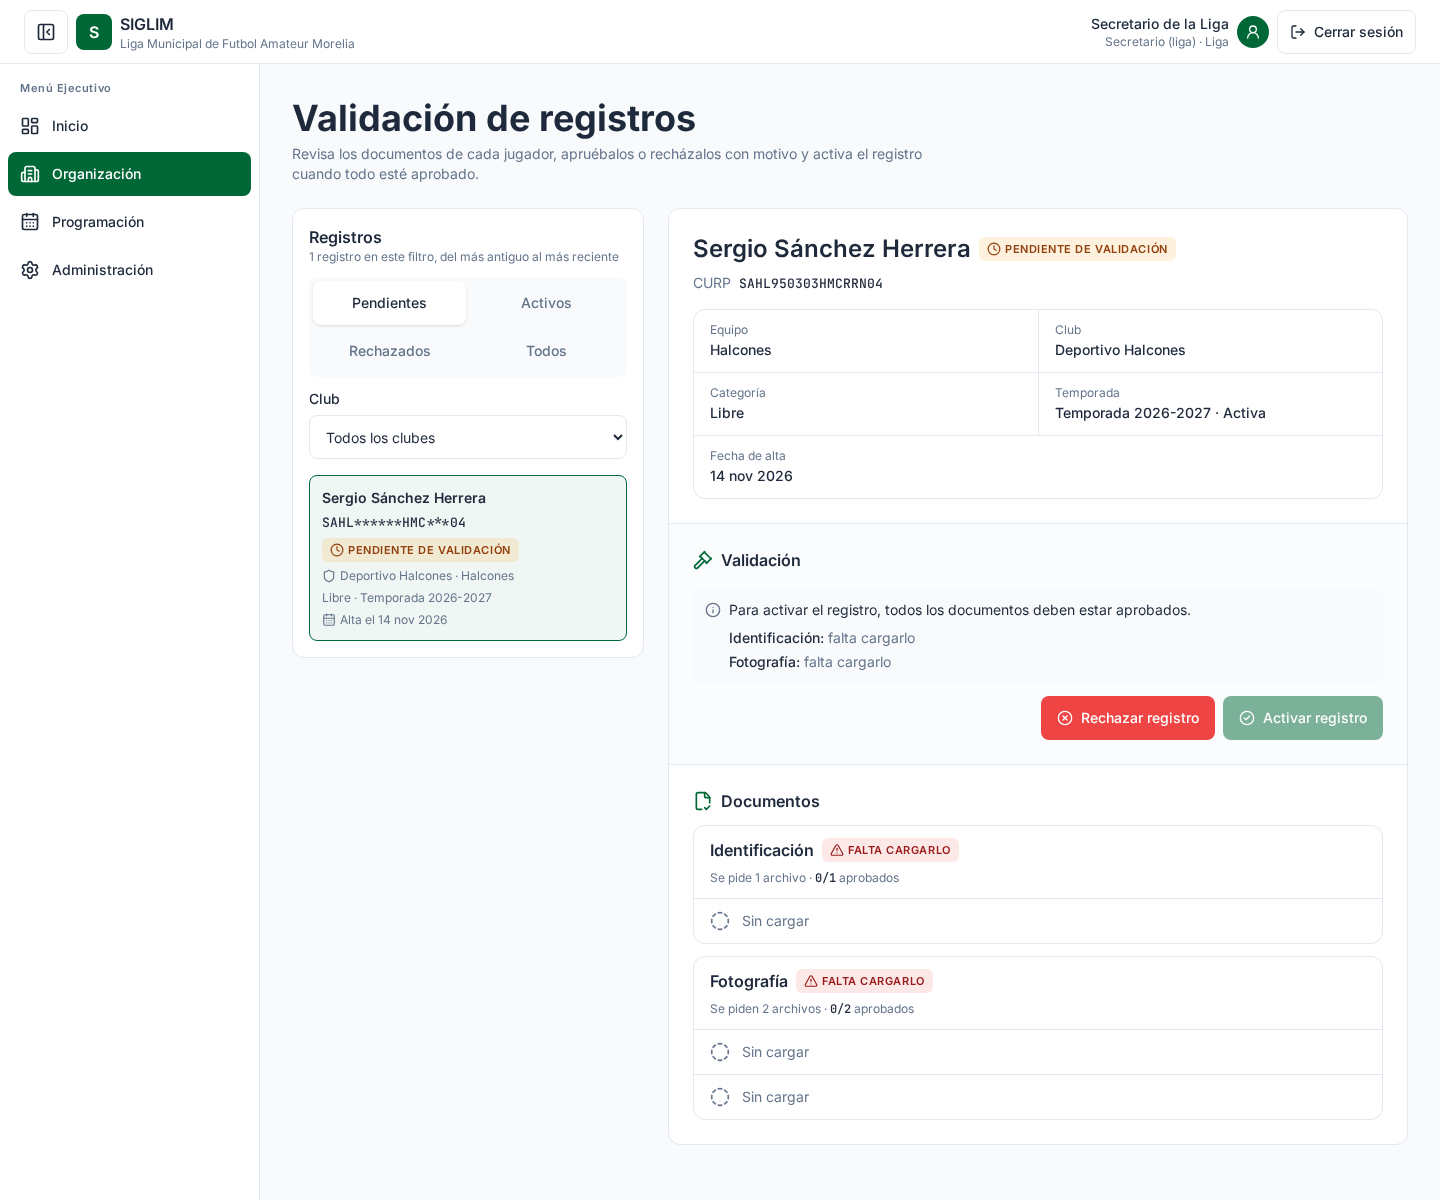 S
SIGLIM
Liga Municipal de Futbol Amateur Morelia
Secretario de la Liga
Secretario (liga) · Liga
Cerrar sesión
Menú Ejecutivo
Inicio
Organización
Programación
Administración
Validación de registros
Revisa los documentos de cada jugador, apruébalos o recházalos con motivo y activa el registro
cuando todo esté aprobado.
Registros
1 registro en este filtro, del más antiguo al más reciente
Pendientes
Activos
Rechazados
Todos
Club
Todos los clubes
Sergio Sánchez Herrera
SAHL******HMC***04
PENDIENTE DE VALIDACIÓN
Deportivo Halcones · Halcones
Libre · Temporada 2026-2027
Alta el 14 nov 2026
Sergio Sánchez Herrera
PENDIENTE DE VALIDACIÓN
CURP SAHL950303HMCRRN04
Equipo
Halcones
Club
Deportivo Halcones
Categoría
Libre
Temporada
Temporada 2026-2027 · Activa
Fecha de alta
14 nov 2026
Validación
Para activar el registro, todos los documentos deben estar aprobados.
Identificación: falta cargarlo
Fotografía: falta cargarlo
Rechazar registro
Activar registro
Documentos
Identificación
FALTA CARGARLO
Se pide 1 archivo · 0/1 aprobados
Sin cargar
Fotografía
FALTA CARGARLO
Se piden 2 archivos · 0/2 aprobados
Sin cargar
Sin cargar